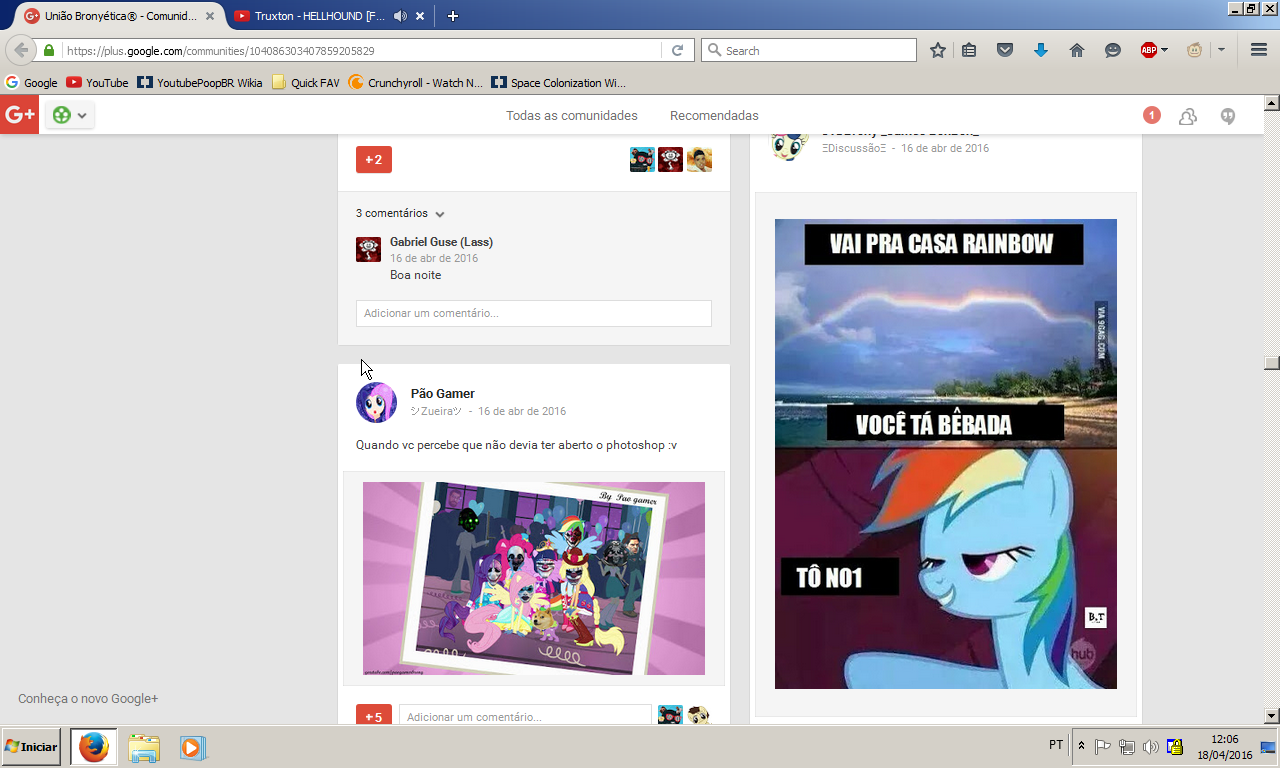 União Bronyética® - Comunid...
Truxton - HELLHOUND [F...
https://plus.google.com/communities/104086303407859205829
Search
ABP
Google
YouTube
YoutubePoopBR Wikia
Quick FAV
Crunchyroll - Watch N...
Space Colonization Wi...
G+
Todas as comunidades
Recomendadas
1
+2
3 comentários
Gabriel Guse (Lass)
16 de abr de 2016
Boa noite
Adicionar um comentário...
Pão Gamer
シZueiraツ - 16 de abr de 2016
Quando vc percebe que não devia ter aberto o photoshop :v
By Pao gamer
+5
Adicionar um comentário...
ΞDiscussãoΞ - 16 de abr de 2016
VAI PRA CASA RAINBOW
VIA 9GAG.COM
VOCÊ TÁ BÊBADA
TÔ NO1
B.T
hub
Conheça o novo Google+
Iniciar
PT
12:06
18/04/2016